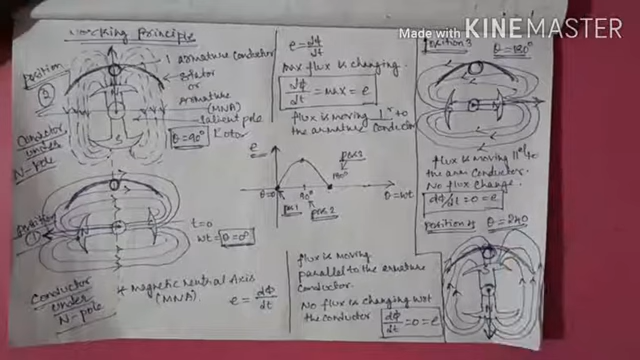 Made with KINEMASTER
Working Principle
Position
②
armature conductor
stator
or
Armature
(MNA)
salient pole
θ=90° Rotor
N
S
Conductor
under
N-pole
Position
①
t=0
wt= θ=0°
Conductor
under
N-pole
* Magnetic Neutral Axis
(MNA)
e = dΦ/dt
e = dΦ/dt
max flux is changing.
dΦ/dt = max = e
flux is moving ⊥r to
the armature conductor
e
θ=0
90°
180°
pos 1
pos 2
pos 3
θ=wt
flux is moving
parallel to the armature
conductor.
No flux is changing wrt
the conductor dΦ/dt = 0 = e
Position 3 θ=180°
flux is moving ||l to
the arm conductor.
No flux change.
dΦ/dt = 0 = e
Position 4 θ=270
S
N